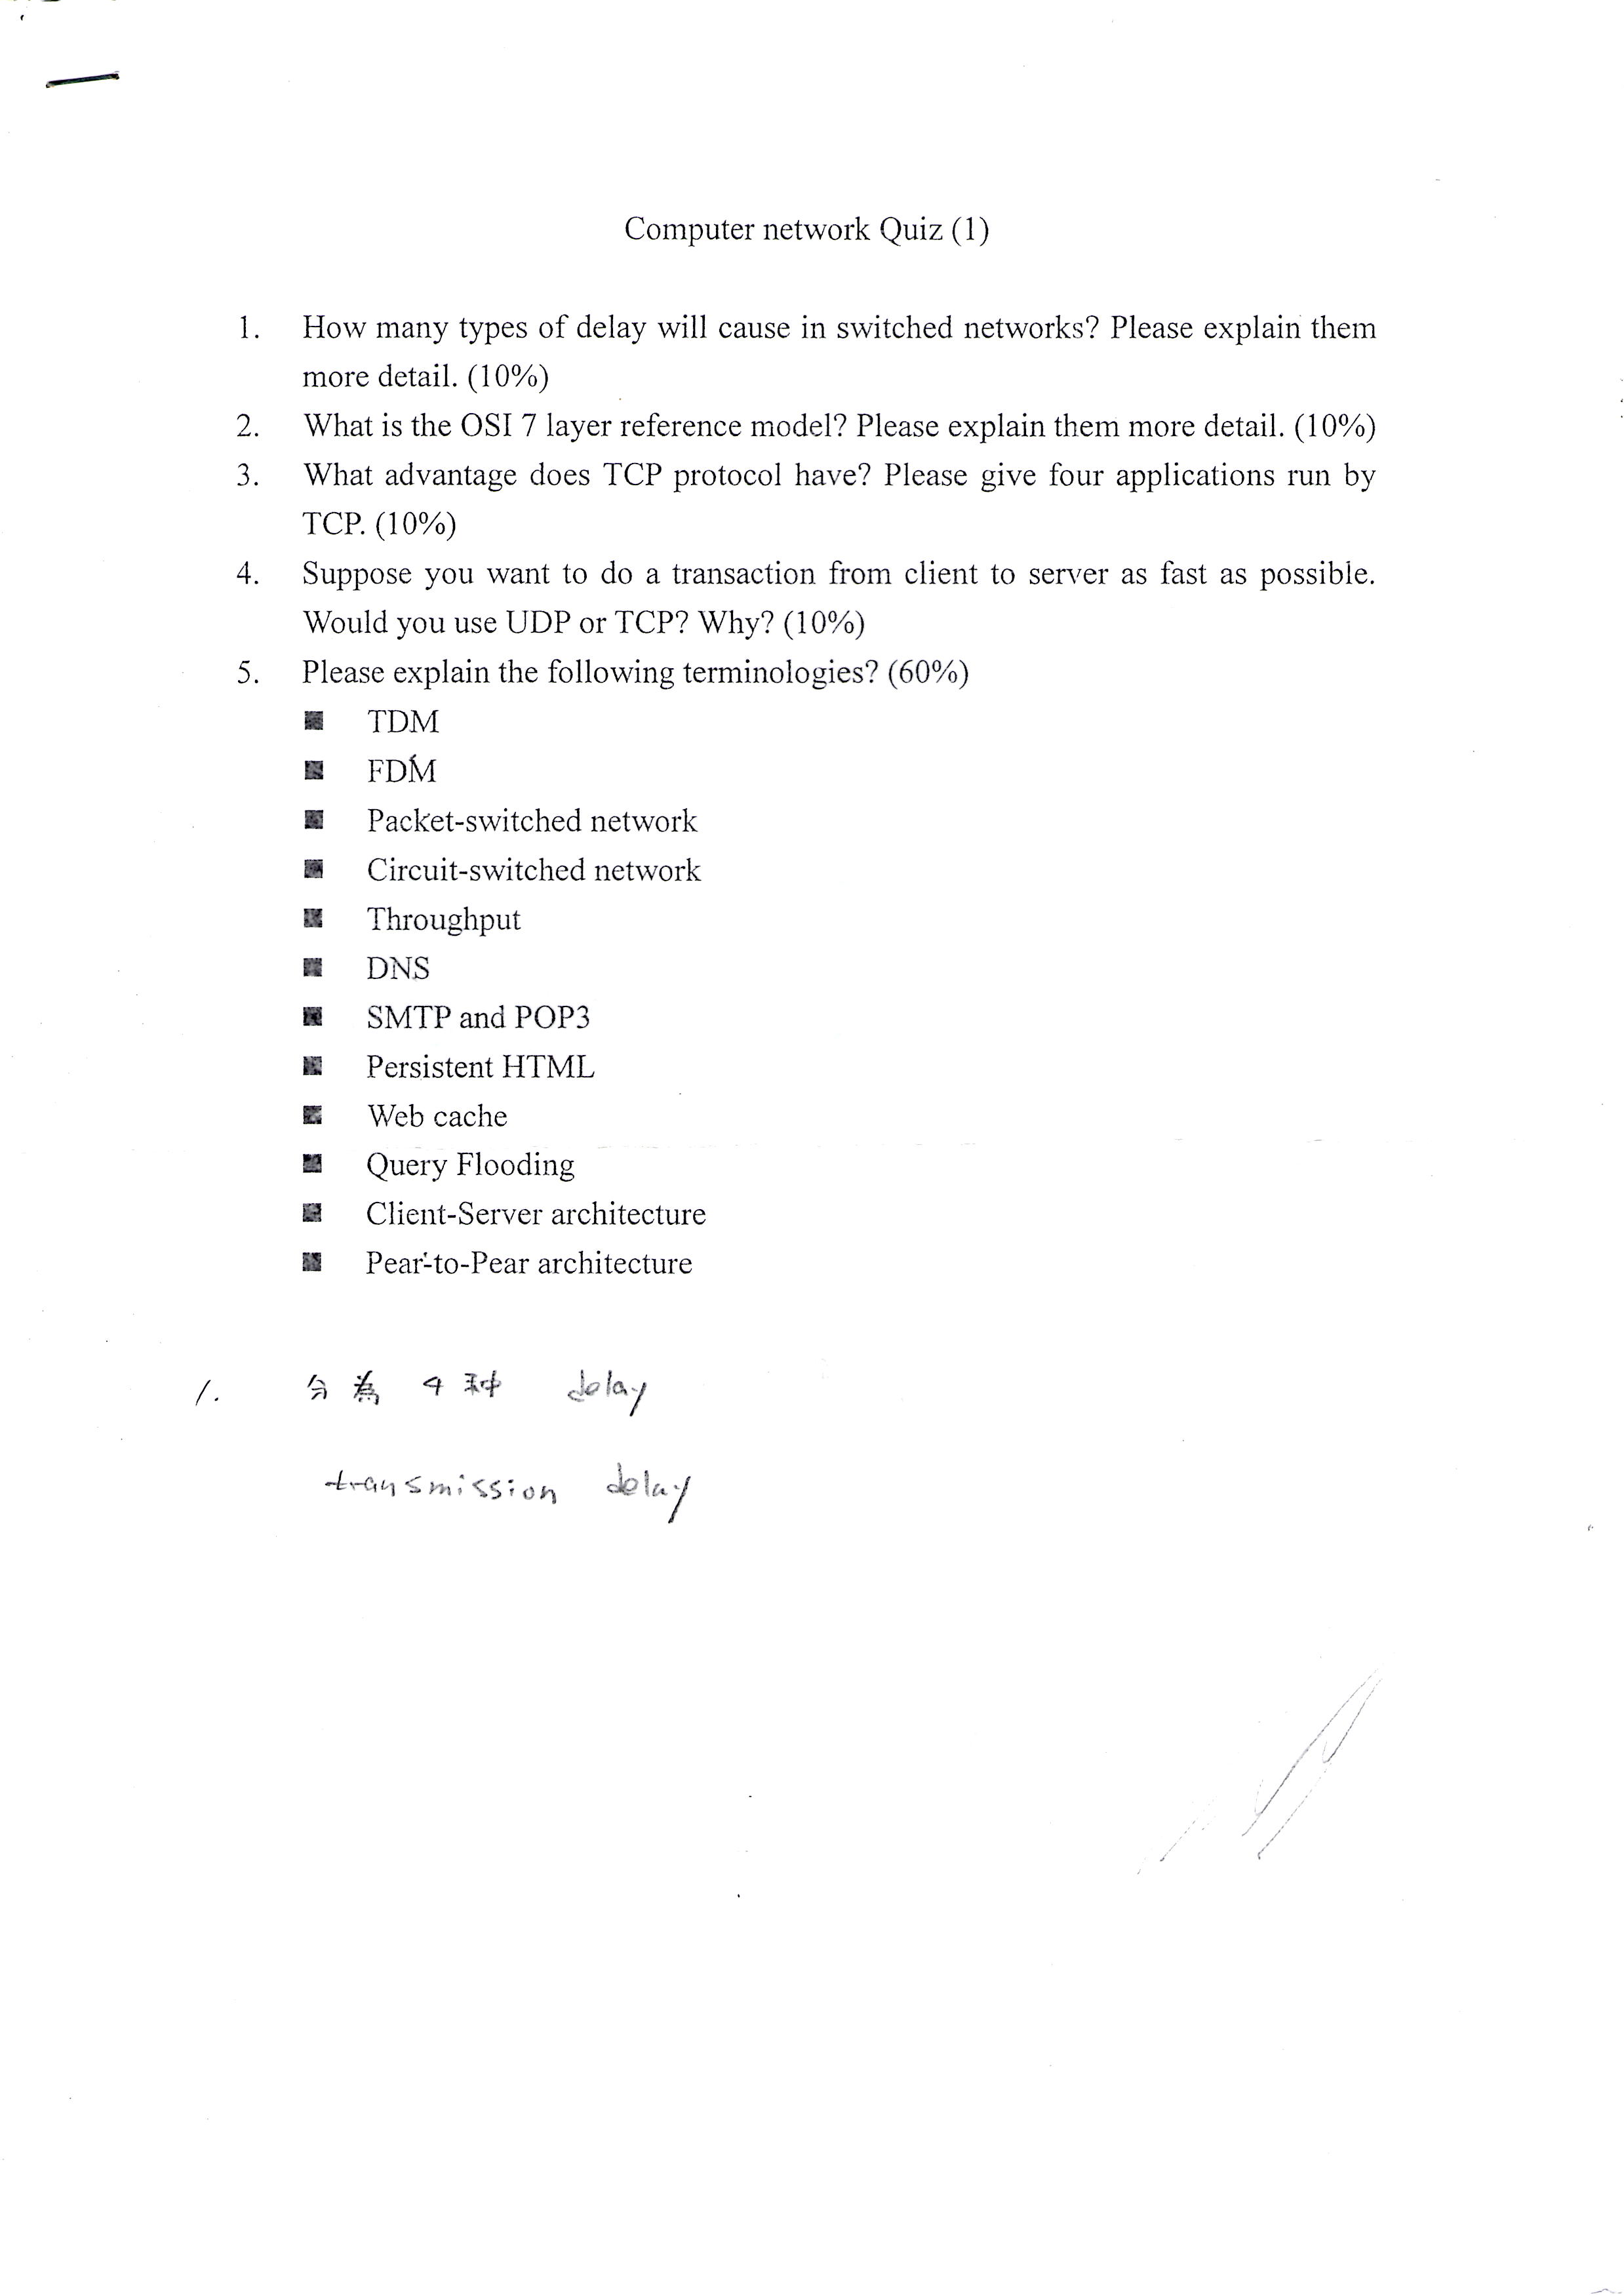 Computer network Quiz (1)
1. How many types of delay will cause in switched networks? Please explain them
more detail. (10%)
2. What is the OSI 7 layer reference model? Please explain them more detail. (10%)
3. What advantage does TCP protocol have? Please give four applications run by
TCP. (10%)
4. Suppose you want to do a transaction from client to server as fast as possible.
Would you use UDP or TCP? Why? (10%)
5. Please explain the following terminologies? (60%)
■ TDM
■ FDM
■ Packet-switched network
■ Circuit-switched network
■ Throughput
■ DNS
■ SMTP and POP3
■ Persistent HTML
■ Web cache
■ Query Flooding
■ Client-Server architecture
■ Pear-to-Pear architecture
1. 分為 4 种 delay
transmission delay